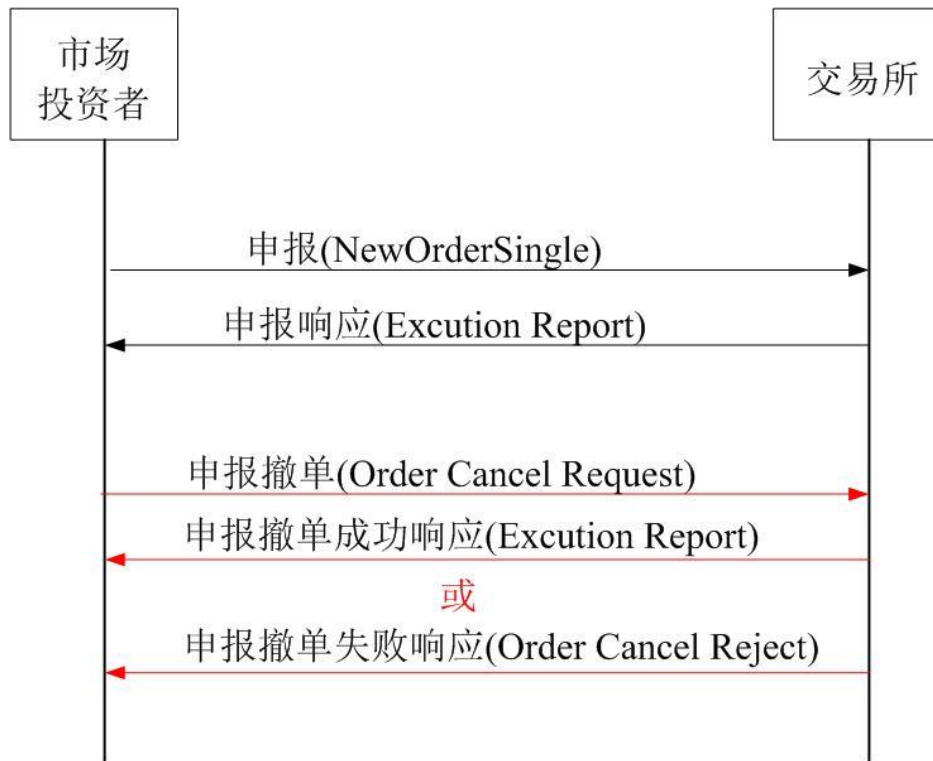 市场
投资者
交易所
申报(NewOrderSingle)
申报响应(Excution Report)
申报撤单(Order Cancel Request)
申报撤单成功响应(Excution Report)
或
申报撤单失败响应(Order Cancel Reject)